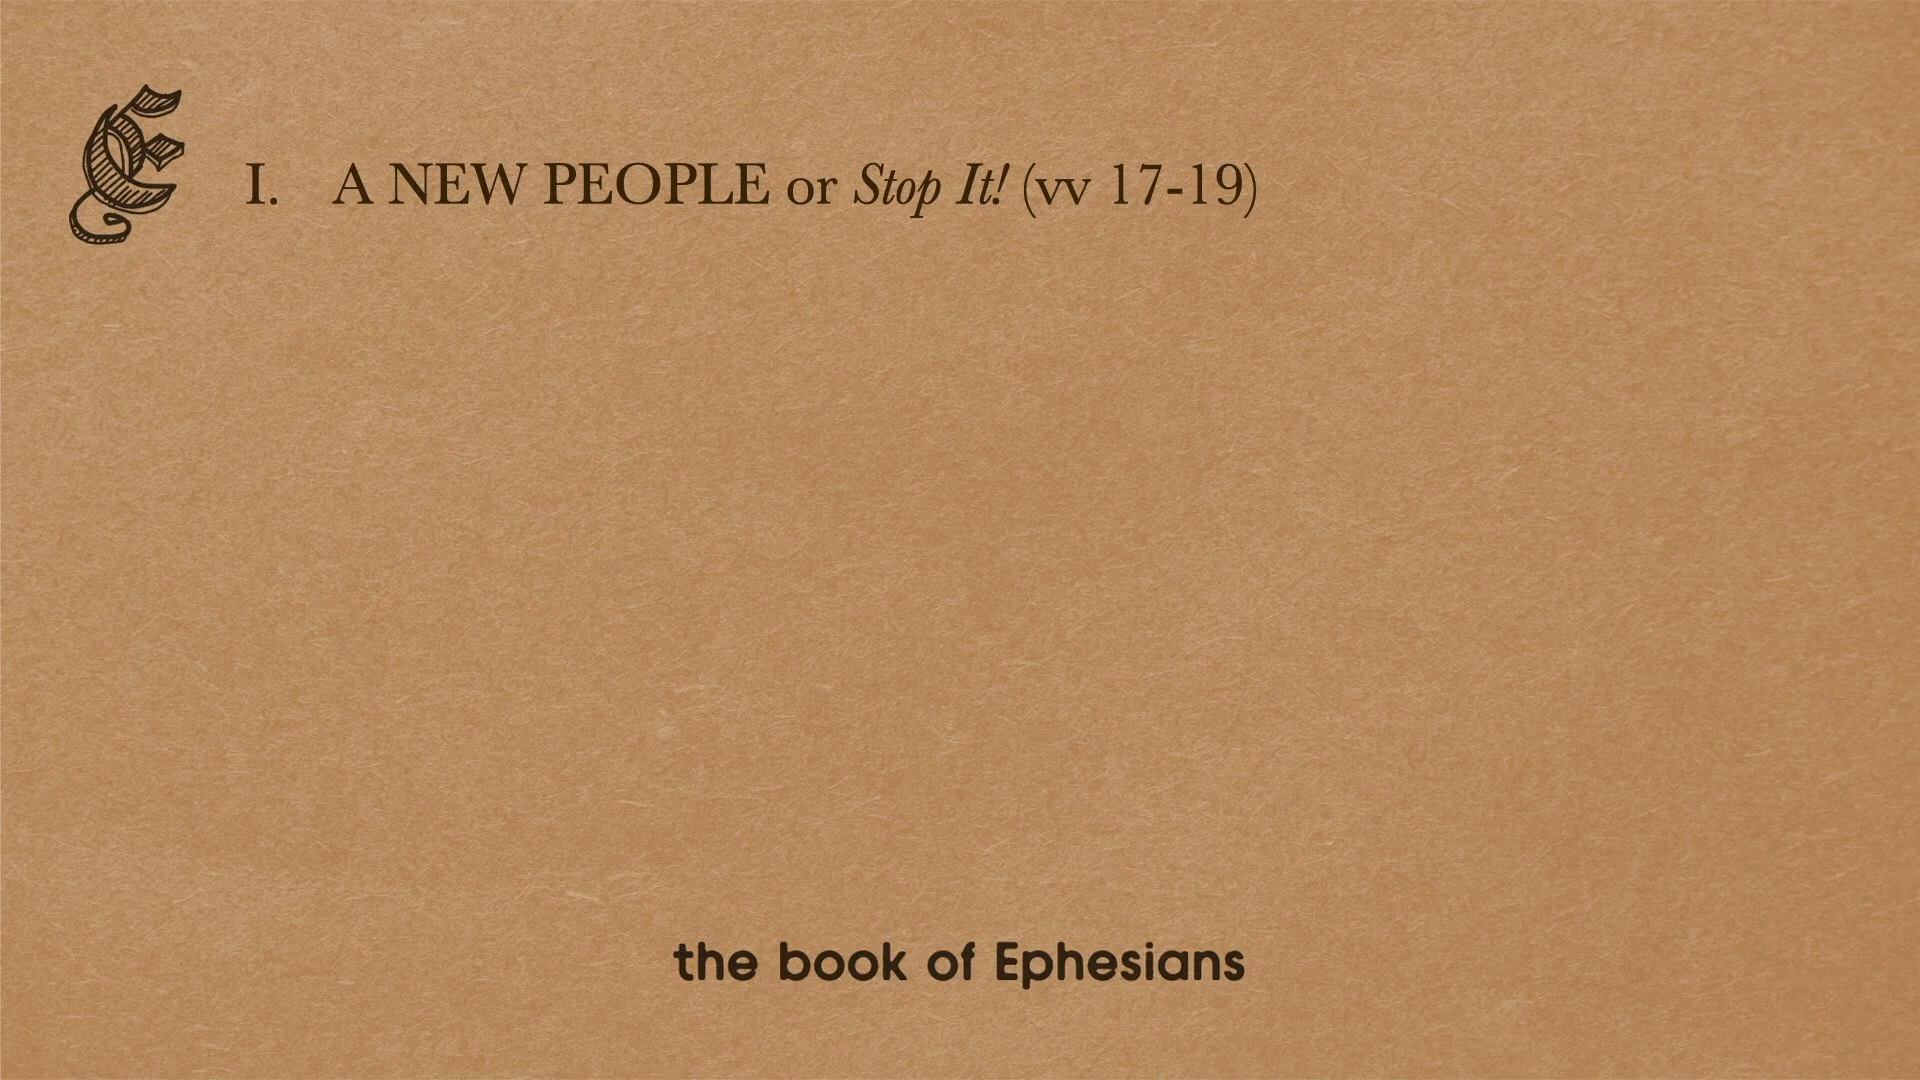 E
I. A NEW PEOPLE or Stop It! (vv 17-19)
the book of Ephesians